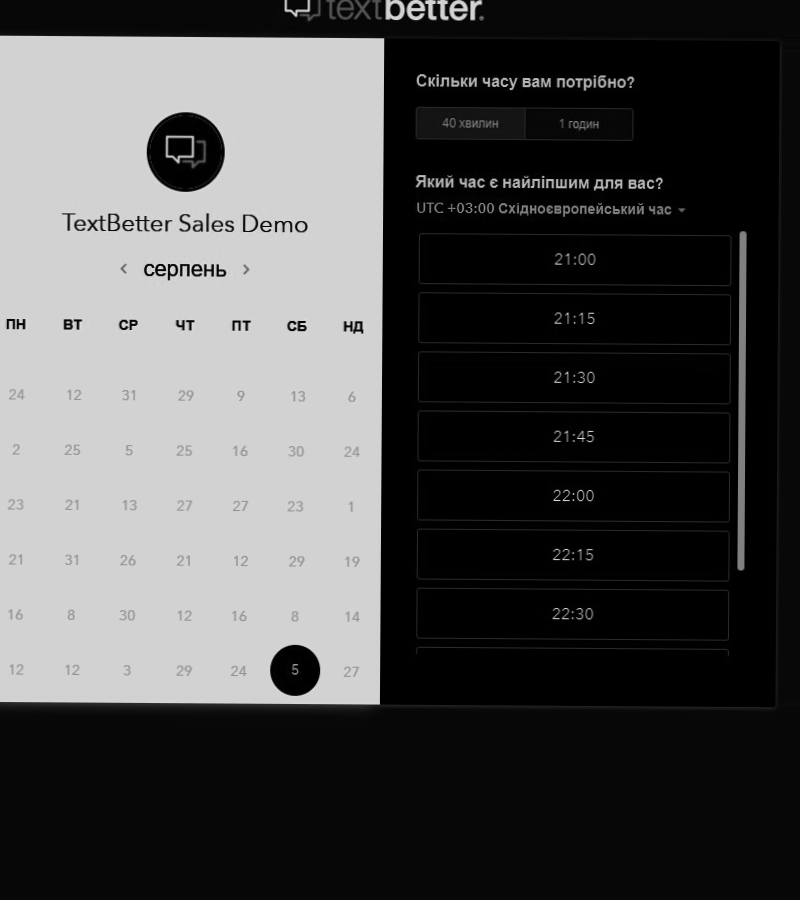 textbetter.
TextBetter Sales Demo
серпень
ПН ВТ СР ЧТ ПТ СБ НД
24 12 31 29 9 13 6
2 25 5 25 16 30 24
23 21 13 27 27 23 1
21 31 26 21 12 29 19
16 8 30 12 16 8 14
12 12 3 29 24 5 27
Скільки часу вам потрібно?
40 хвилин 1 годин
Який час є найліпшим для вас?
UTC +03:00 Східноєвропейський час
21:00
21:15
21:30
21:45
22:00
22:15
22:30